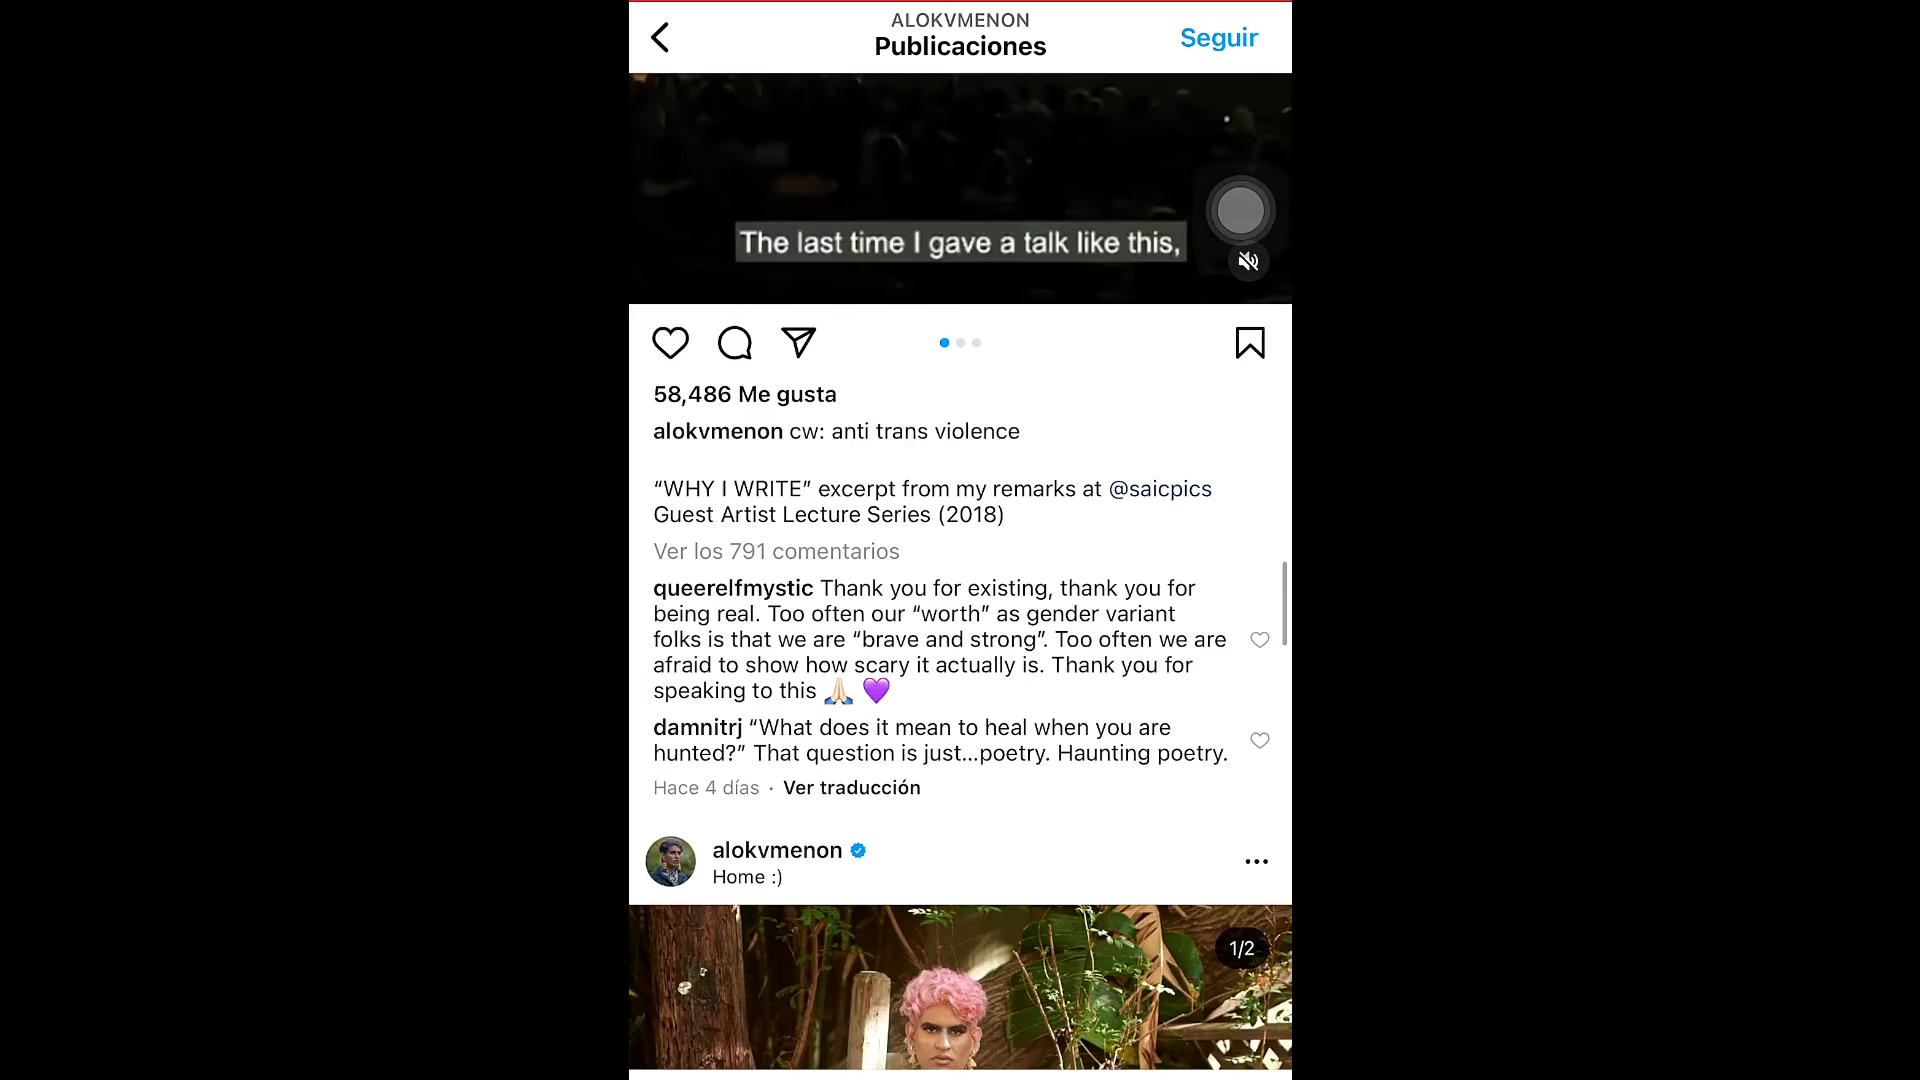 ALOKVMENON
Publicaciones
Seguir
The last time I gave a talk like this,
58,486 Me gusta
alokvmenon cw: anti trans violence
“WHY I WRITE” excerpt from my remarks at @saicpics
Guest Artist Lecture Series (2018)
Ver los 791 comentarios
queerelfmystic Thank you for existing, thank you for
being real. Too often our “worth” as gender variant
folks is that we are “brave and strong”. Too often we are
afraid to show how scary it actually is. Thank you for
speaking to this 🙏🏻 💜
damnitrj “What does it mean to heal when you are
hunted?” That question is just...poetry. Haunting poetry.
Hace 4 días · Ver traducción
alokvmenon
Home :)
1/2